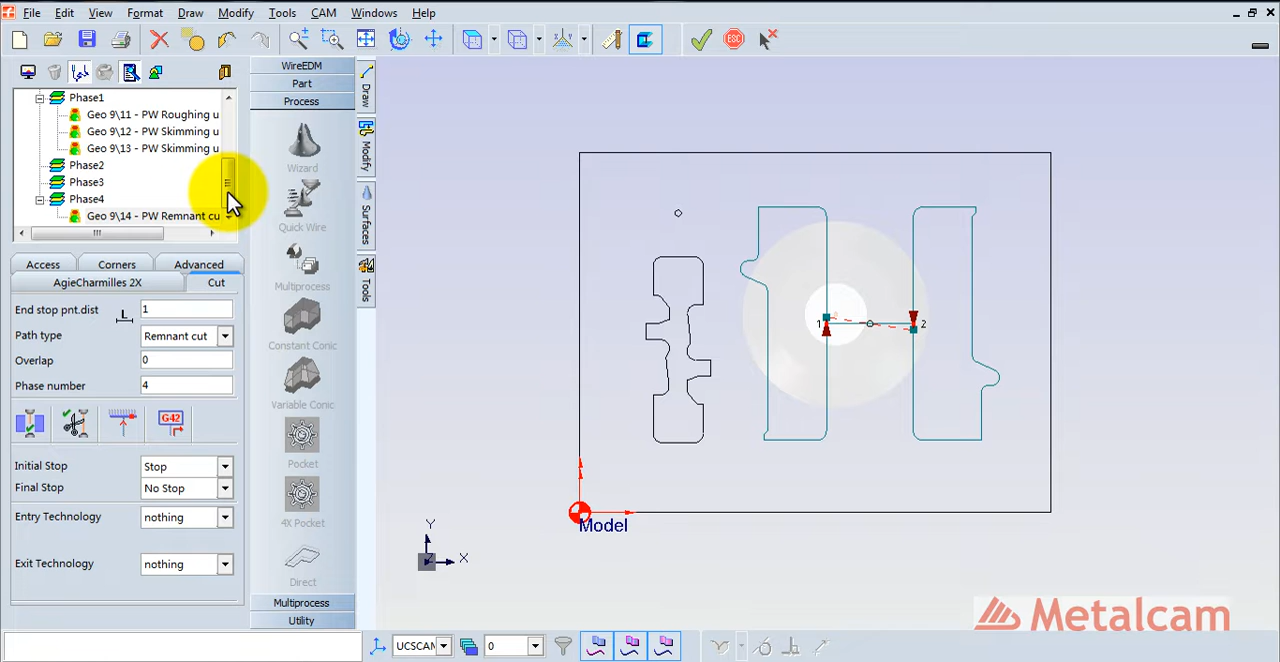 File Edit View Format Draw Modify Tools CAM Windows Help
ESC
Phase1
Geo 9\11 - PW Roughing u
Geo 9\12 - PW Skimming u
Geo 9\13 - PW Skimming u
Phase2
Phase3
Phase4
Geo 9\14 - PW Remnant cu
Access Corners Advanced
AgieCharmilles 2X Cut
End stop pnt.dist L 1
Path type Remnant cut
Overlap 0
Phase number 4
G42
Initial Stop Stop
Final Stop No Stop
Entry Technology nothing
Exit Technology nothing
WireEDM
Part
Process
Wizard
Quick Wire
Multiprocess
Constant Conic
Variable Conic
Pocket
4X Pocket
Direct
Multiprocess
Utility
Draw
Modify
Surfaces
Tools
1 2
Model
Y
X
Metalcam
UCSCAN 0